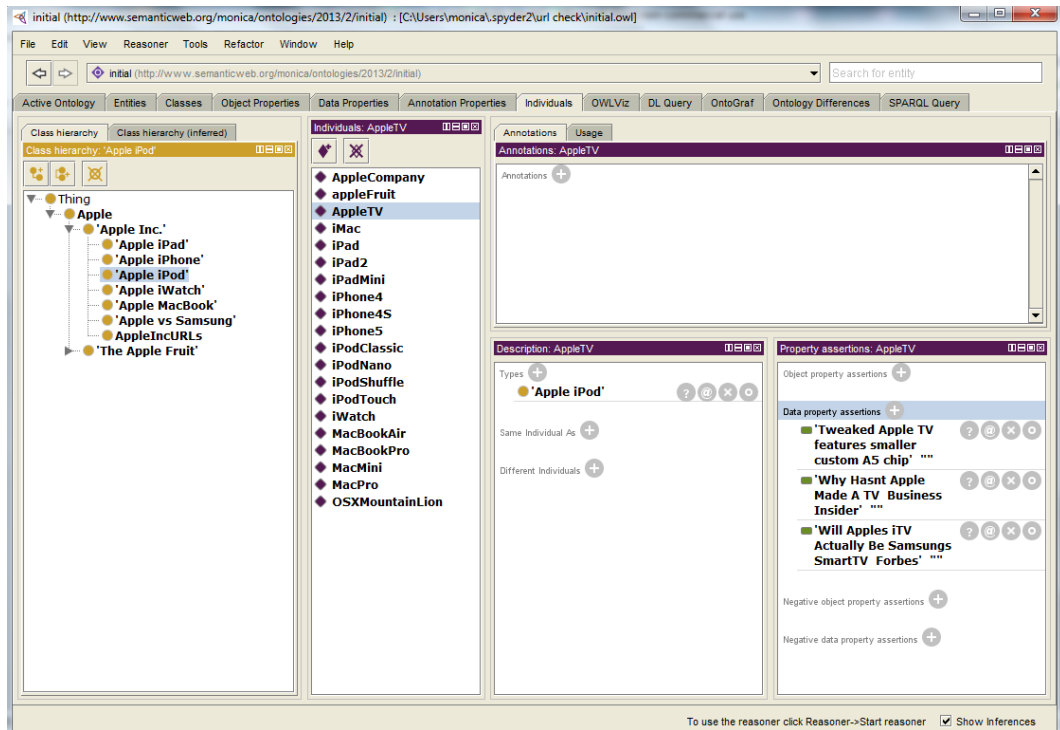 initial (http://www.semanticweb.org/monica/ontologies/2013/2/initial) : [C:\Users\monica\.spyder2\url check\initial.owl]
File Edit View Reasoner Tools Refactor Window Help
initial (http://www.semanticweb.org/monica/ontologies/2013/2/initial)
Search for entity
Active Ontology Entities Classes Object Properties Data Properties Annotation Properties Individuals OWLViz DL Query OntoGraf Ontology Differences SPARQL Query
Class hierarchy Class hierarchy (inferred)
Class hierarchy: 'Apple iPod'
Thing
Apple
'Apple Inc.'
'Apple iPad'
'Apple iPhone'
'Apple iPod'
'Apple iWatch'
'Apple MacBook'
'Apple vs Samsung'
AppleIncURLs
'The Apple Fruit'
Individuals: AppleTV
AppleCompany
appleFruit
AppleTV
iMac
iPad
iPad2
iPadMini
iPhone4
iPhone4S
iPhone5
iPodClassic
iPodNano
iPodShuffle
iPodTouch
iWatch
MacBookAir
MacBookPro
MacMini
MacPro
OSXMountainLion
Annotations Usage
Annotations: AppleTV
Annotations
Description: AppleTV
Types
'Apple iPod'
Same Individual As
Different Individuals
Property assertions: AppleTV
Object property assertions
Data property assertions
'Tweaked Apple TV
features smaller
custom A5 chip' ""
'Why Hasnt Apple
Made A TV Business
Insider' ""
'Will Apples iTV
Actually Be Samsungs
SmartTV Forbes' ""
Negative object property assertions
Negative data property assertions
To use the reasoner click Reasoner->Start reasoner Show Inferences